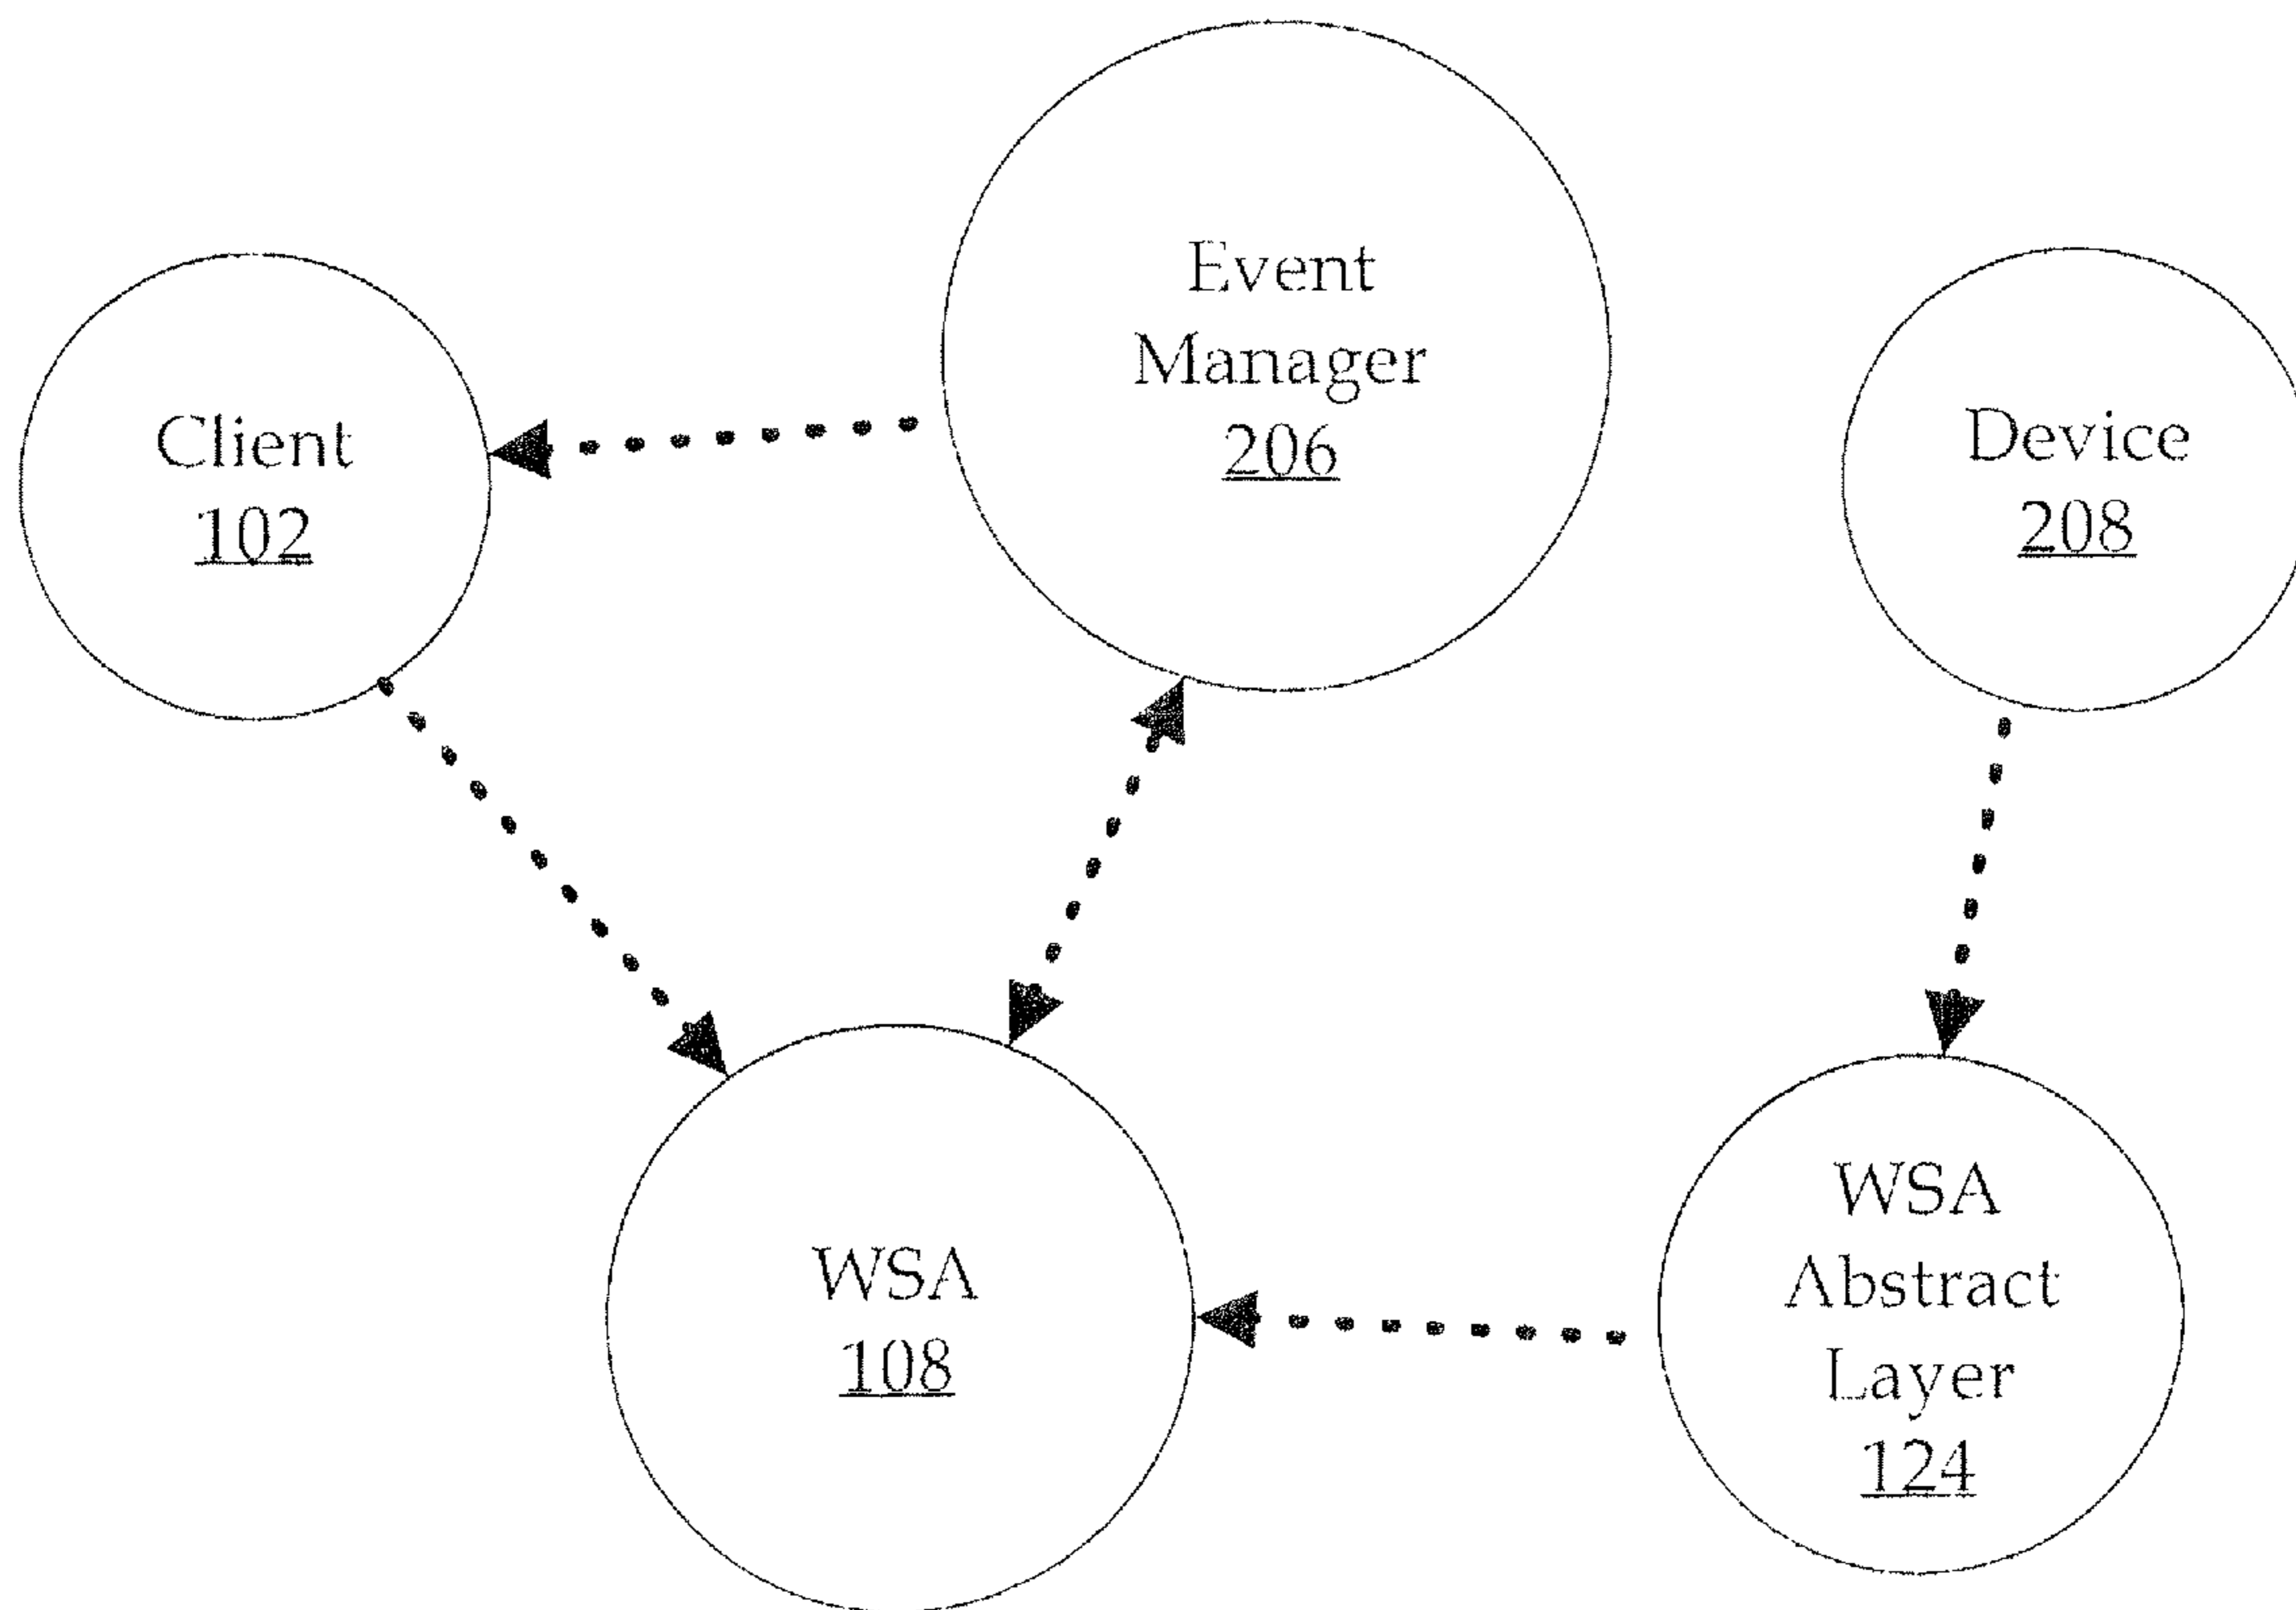 Event
Manager
206
Client
102
Device
208
WSA
108
WSA
Abstract
Layer
124